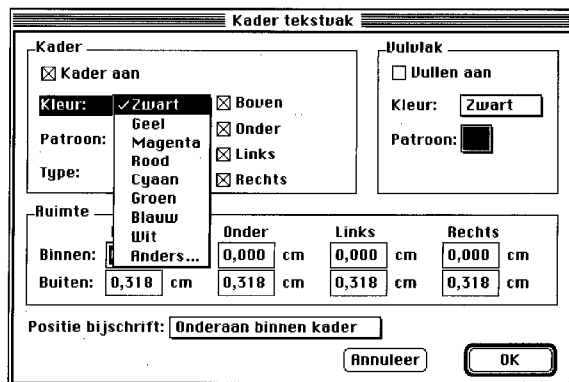 Kader tekstvak
Kader
Kader aan
Kleur:
Zwart
Geel
Magenta
Rood
Cyaan
Groen
Blauw
Wit
Anders...
Patroon:
Type:
Boven
Onder
Links
Rechts
Vulvlak
Vullen aan
Kleur: Zwart
Patroon:
Ruimte
Onder Links Rechts
Binnen: 0,000 cm 0,000 cm 0,000 cm
Buiten: 0,318 cm 0,318 cm 0,318 cm 0,318 cm
Positie bijschrift: Onderaan binnen kader
Annuleer OK